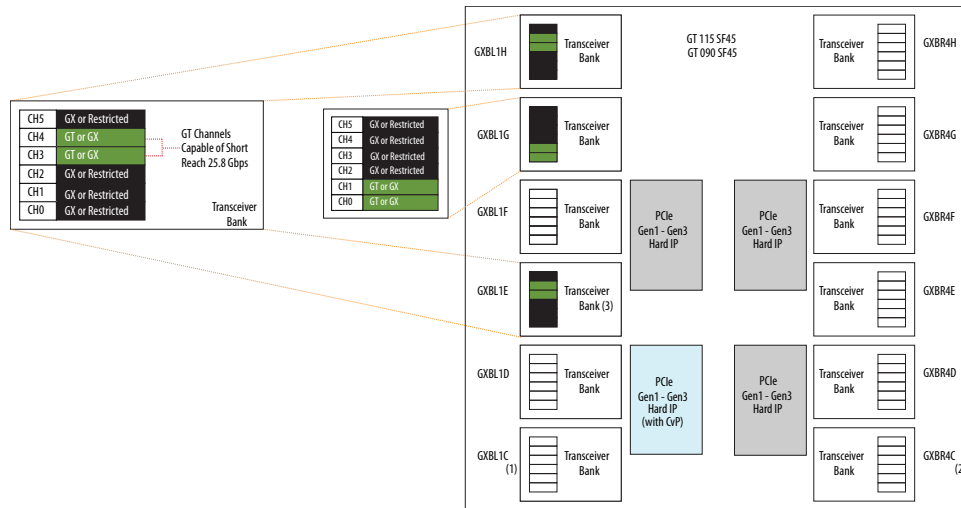 GT 115 SF45
GT 090 SF45
GXBL1H
Transceiver
Bank
Transceiver
Bank
GXBR4H
CH5 GX or Restricted
CH4 GT or GX
CH3 GT or GX
CH2 GX or Restricted
CH1 GX or Restricted
CH0 GX or Restricted
GT Channels
Capable of Short
Reach 25.8 Gbps
Transceiver
Bank
CH5 GX or Restricted
CH4 GX or Restricted
CH3 GX or Restricted
CH2 GX or Restricted
CH1 GT or GX
CH0 GT or GX
GXBL1G
Transceiver
Bank
Transceiver
Bank
GXBR4G
GXBL1F
Transceiver
Bank
PCIe
Gen1 - Gen3
Hard IP
PCIe
Gen1 - Gen3
Hard IP
Transceiver
Bank
GXBR4F
GXBL1E
Transceiver
Bank (3)
Transceiver
Bank
GXBR4E
GXBL1D
Transceiver
Bank
PCIe
Gen1 - Gen3
Hard IP
(with CvP)
PCIe
Gen1 - Gen3
Hard IP
Transceiver
Bank
GXBR4D
GXBL1C
(1)
Transceiver
Bank
Transceiver
Bank
GXBR4C
(2